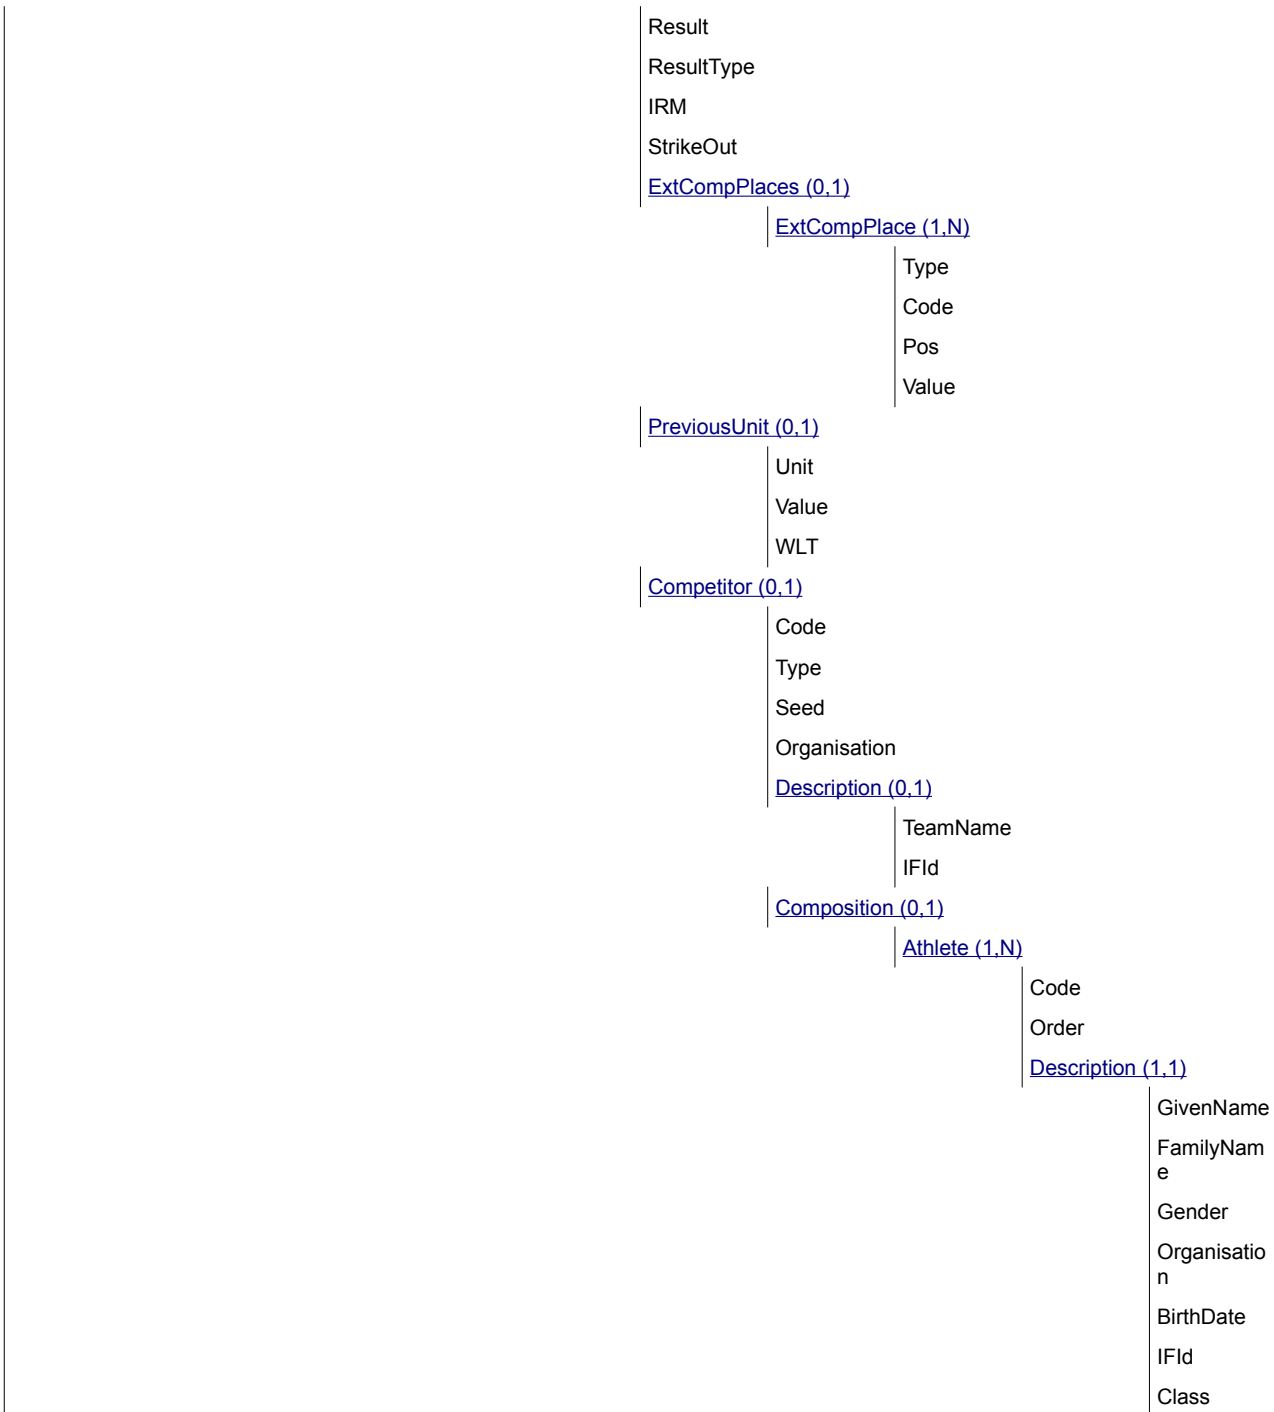 Result
ResultType
IRM
StrikeOut
ExtCompPlaces (0,1)
ExtCompPlace (1,N)
Type
Code
Pos
Value
PreviousUnit (0,1)
Unit
Value
WLT
Competitor (0,1)
Code
Type
Seed
Organisation
Description (0,1)
TeamName
IFId
Composition (0,1)
Athlete (1,N)
Code
Order
Description (1,1)
GivenName
FamilyNam
e
Gender
Organisatio
n
BirthDate
IFId
Class